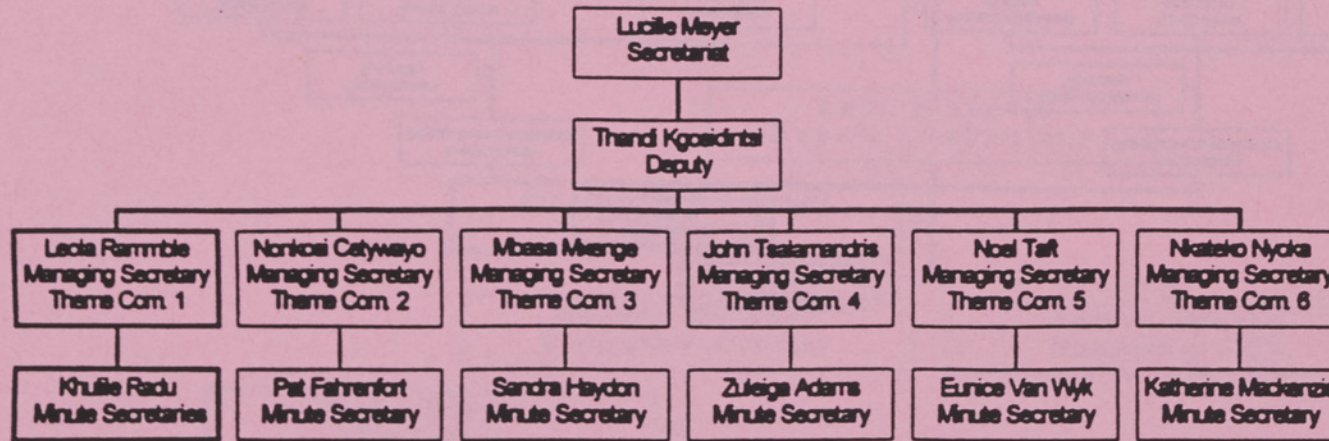 Lucille Meyer
Secretariat
Thandi Kgosidintsi
Deputy
Leola Rammble
Managing Secretary
Theme Com. 1
Nonkosi Cetywayo
Managing Secretary
Theme Com. 2
Mbasa Mxenge
Managing Secretary
Theme Com. 3
John Tsalamandris
Managing Secretary
Theme Com. 4
Noel Taft
Managing Secretary
Theme Com. 5
Nkateko Nyoka
Managing Secretary
Theme Com. 6
Radu
Minute Secretaries
Pat Fahrenfort
Minute Secretary
Sandra Haydon
Minute Secretary
Zuleiga Adams
Minute Secretary
Eunice Van Wyk
Minute Secretary
Katherine Mackenzie
Minute Secretary